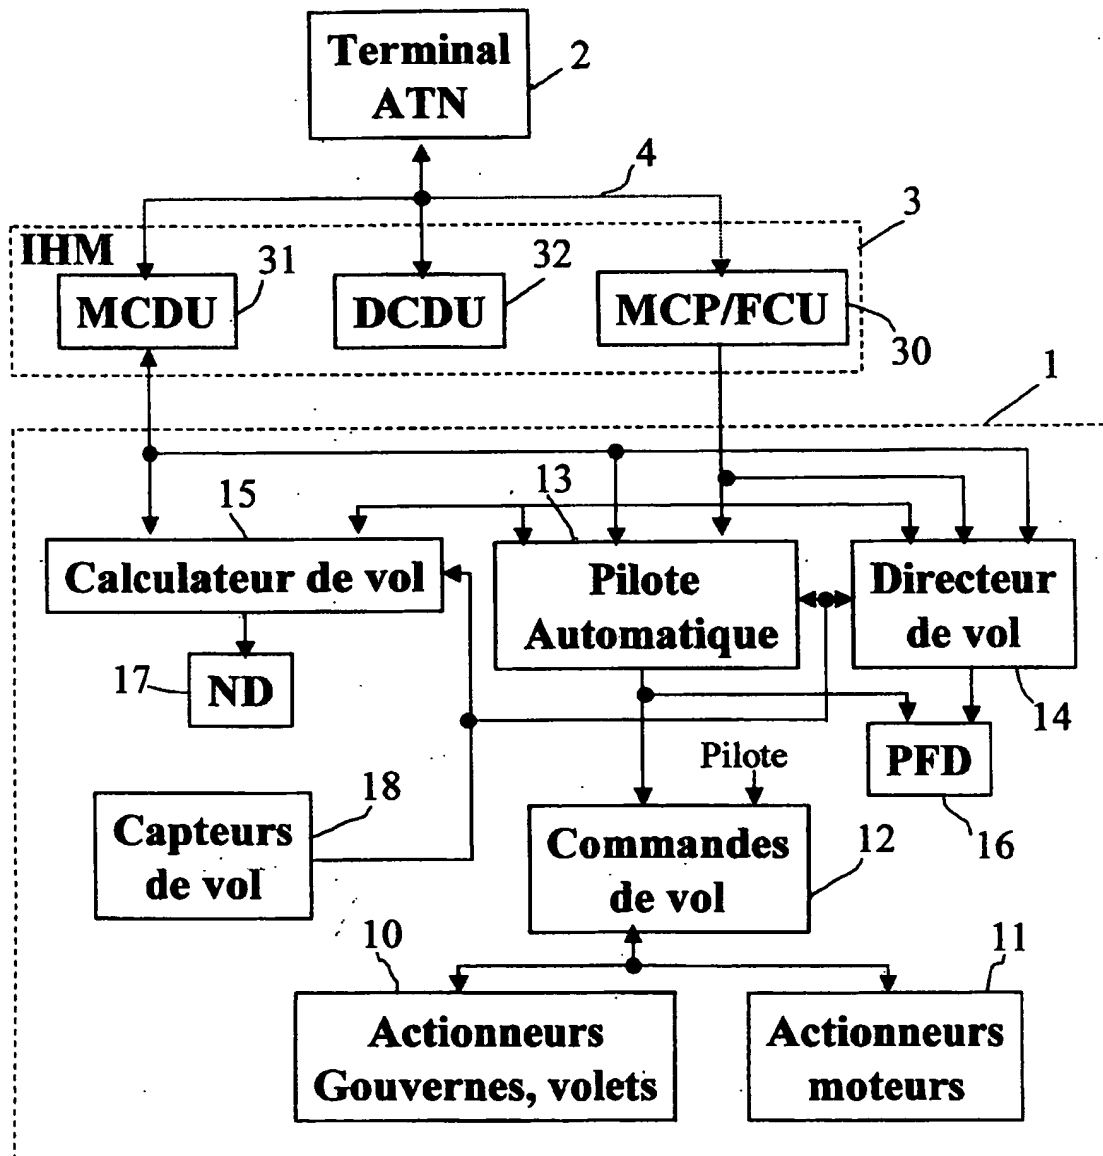 Terminal
ATN
2
4
3
IHM
31
32
MCDU
DCDU
MCP/FCU
30
1
15
13
Calculateur de vol
Pilote
Automatique
Directeur
de vol
17
ND
14
Pilote
PFD
18
Capteurs
de vol
Commandes
de vol
12
16
10
11
Actionneurs
Gouvernes, volets
Actionneurs
moteurs